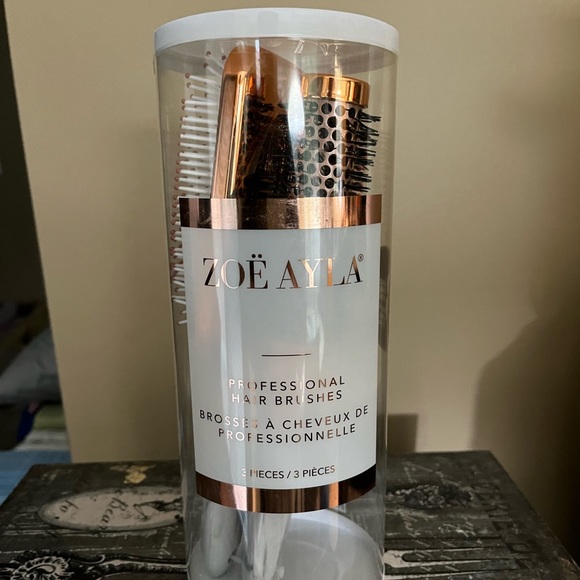 ZOË AYLA®
PROFESSIONAL
HAIR BRUSHES
BROSSES À CHEVEUX DE
PROFESSIONNELLE
3 PIECES / 3 PIÈCES